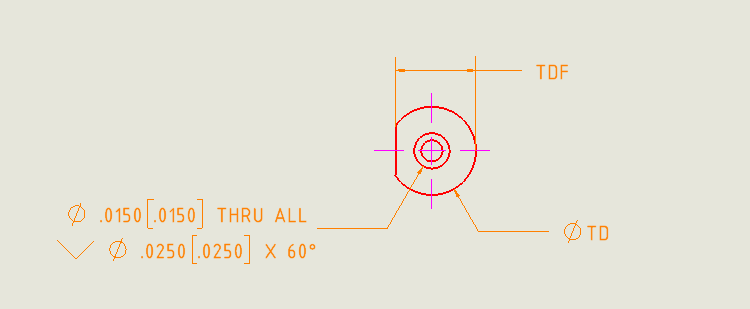 TDF
Ø .0150[.0150] THRU ALL
⌵ Ø .0250[.0250] X 60°
Ø TD